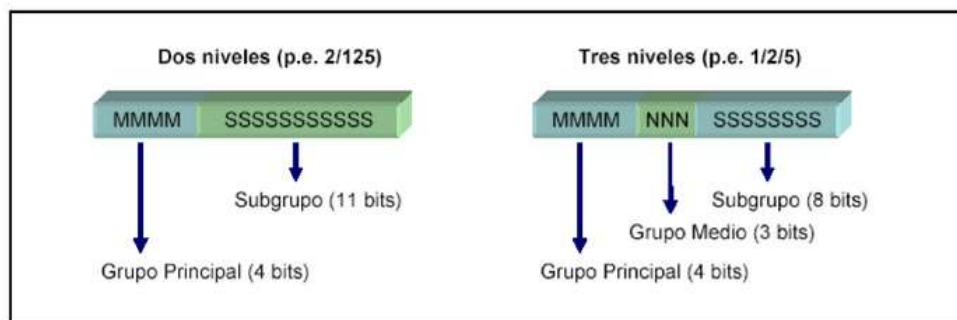 Dos niveles (p.e. 2/125)
MMMM SSSSSSSSSSS
Subgrupo (11 bits)
Grupo Principal (4 bits)
Tres niveles (p.e. 1/2/5)
MMMM NNN SSSSSSSS
Subgrupo (8 bits)
Grupo Medio (3 bits)
Grupo Principal (4 bits)